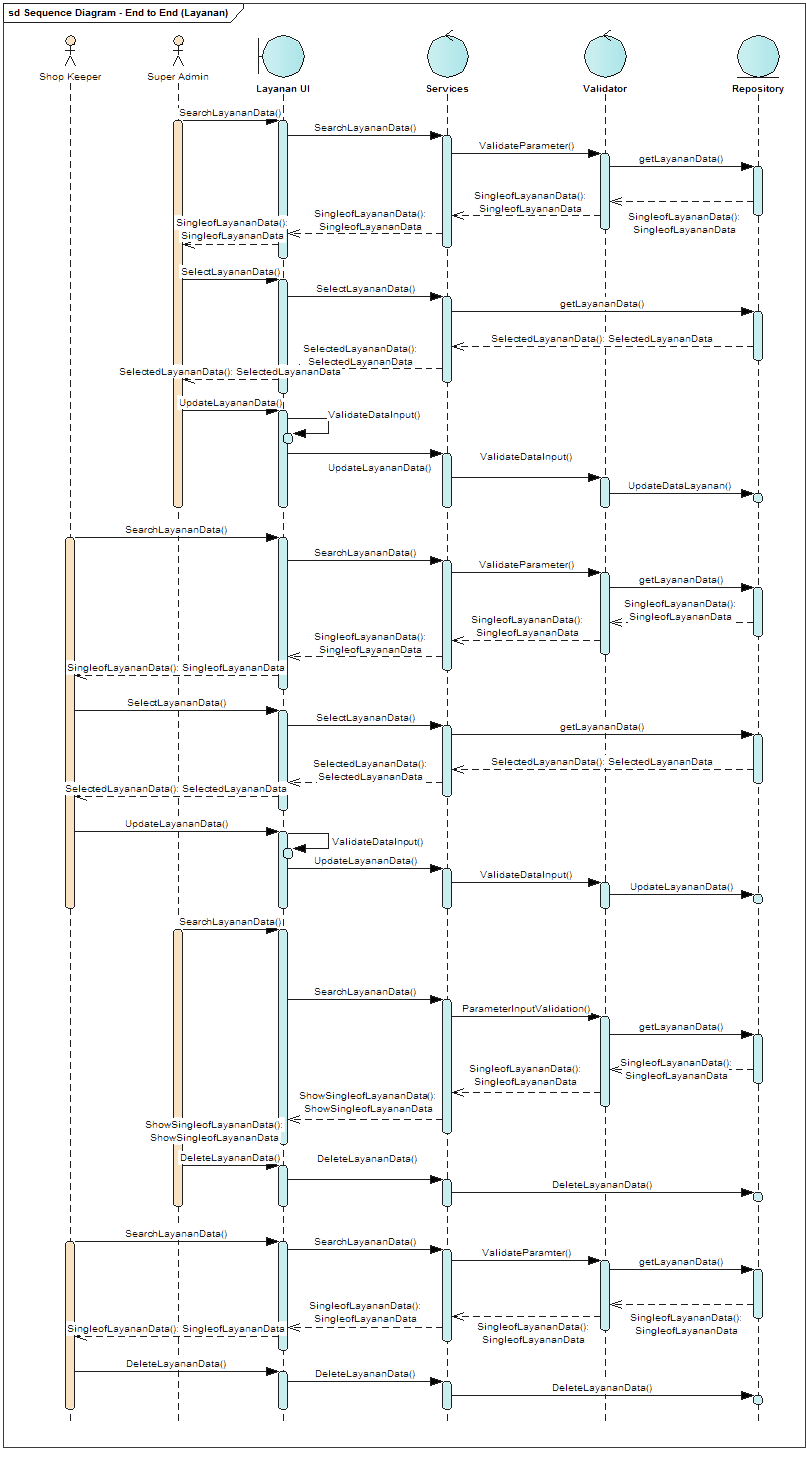 sd Sequence Diagram - End to End (Layanan)
Shop Keeper
Super Admin
Layanan UI
Services
Validator
Repository
SearchLayananData()
SearchLayananData()
ValidateParameter()
getLayananData()
SingleofLayananData():
SingleofLayananData
SingleofLayananData():
SingleofLayananData
SingleofLayananData():
SingleofLayananData
SingleofLayananData():
SingleofLayananData
SelectLayananData()
SelectLayananData()
getLayananData()
SelectedLayananData(): SelectedLayananData
SelectedLayananData():
SelectedLayananData
SelectedLayananData(): SelectedLayananData
UpdateLayananData()
ValidateDataInput()
UpdateLayananData()
ValidateDataInput()
UpdateDataLayanan()
SearchLayananData()
SearchLayananData()
ValidateParameter()
getLayananData()
SingleofLayananData():
SingleofLayananData
SingleofLayananData():
SingleofLayananData
SingleofLayananData():
SingleofLayananData
SingleofLayananData(): SingleofLayananData
SelectLayananData()
SelectLayananData()
getLayananData()
SelectedLayananData(): SelectedLayananData
SelectedLayananData():
SelectedLayananData
SelectedLayananData(): SelectedLayananData
UpdateLayananData()
ValidateDataInput()
UpdateLayananData()
ValidateDataInput()
UpdateLayananData()
SearchLayananData()
SearchLayananData()
ParameterInputValidation()
getLayananData()
SingleofLayananData():
SingleofLayananData
SingleofLayananData():
SingleofLayananData
ShowSingleofLayananData():
ShowSingleofLayananData
ShowSingleofLayananData():
ShowSingleofLayananData
DeleteLayananData()
DeleteLayananData()
DeleteLayananData()
SearchLayananData()
SearchLayananData()
ValidateParamter()
getLayananData()
SingleofLayananData():
SingleofLayananData
SingleofLayananData():
SingleofLayananData
SingleofLayananData():
SingleofLayananData
SingleofLayananData(): SingleofLayananData
DeleteLayananData()
DeleteLayananData()
DeleteLayananData()